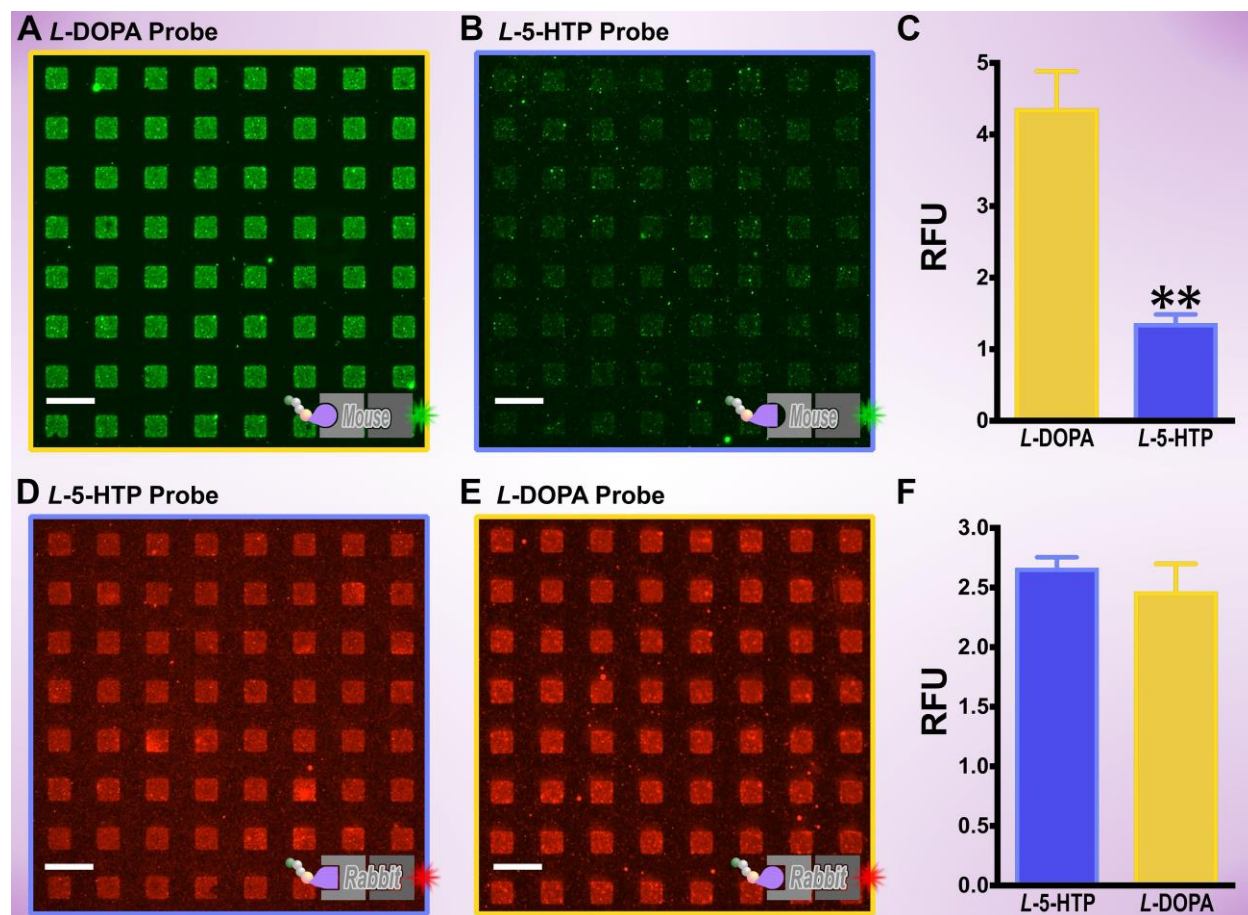 A L-DOPA Probe
B L-5-HTP Probe
C
Mouse
Mouse
RFU
5
4
3
2
1
0
**
L-DOPA
L-5-HTP
D L-5-HTP Probe
E L-DOPA Probe
F
Rabbit
Rabbit
RFU
3.0
2.5
2.0
1.5
1.0
0.5
0.0
L-5-HTP
L-DOPA